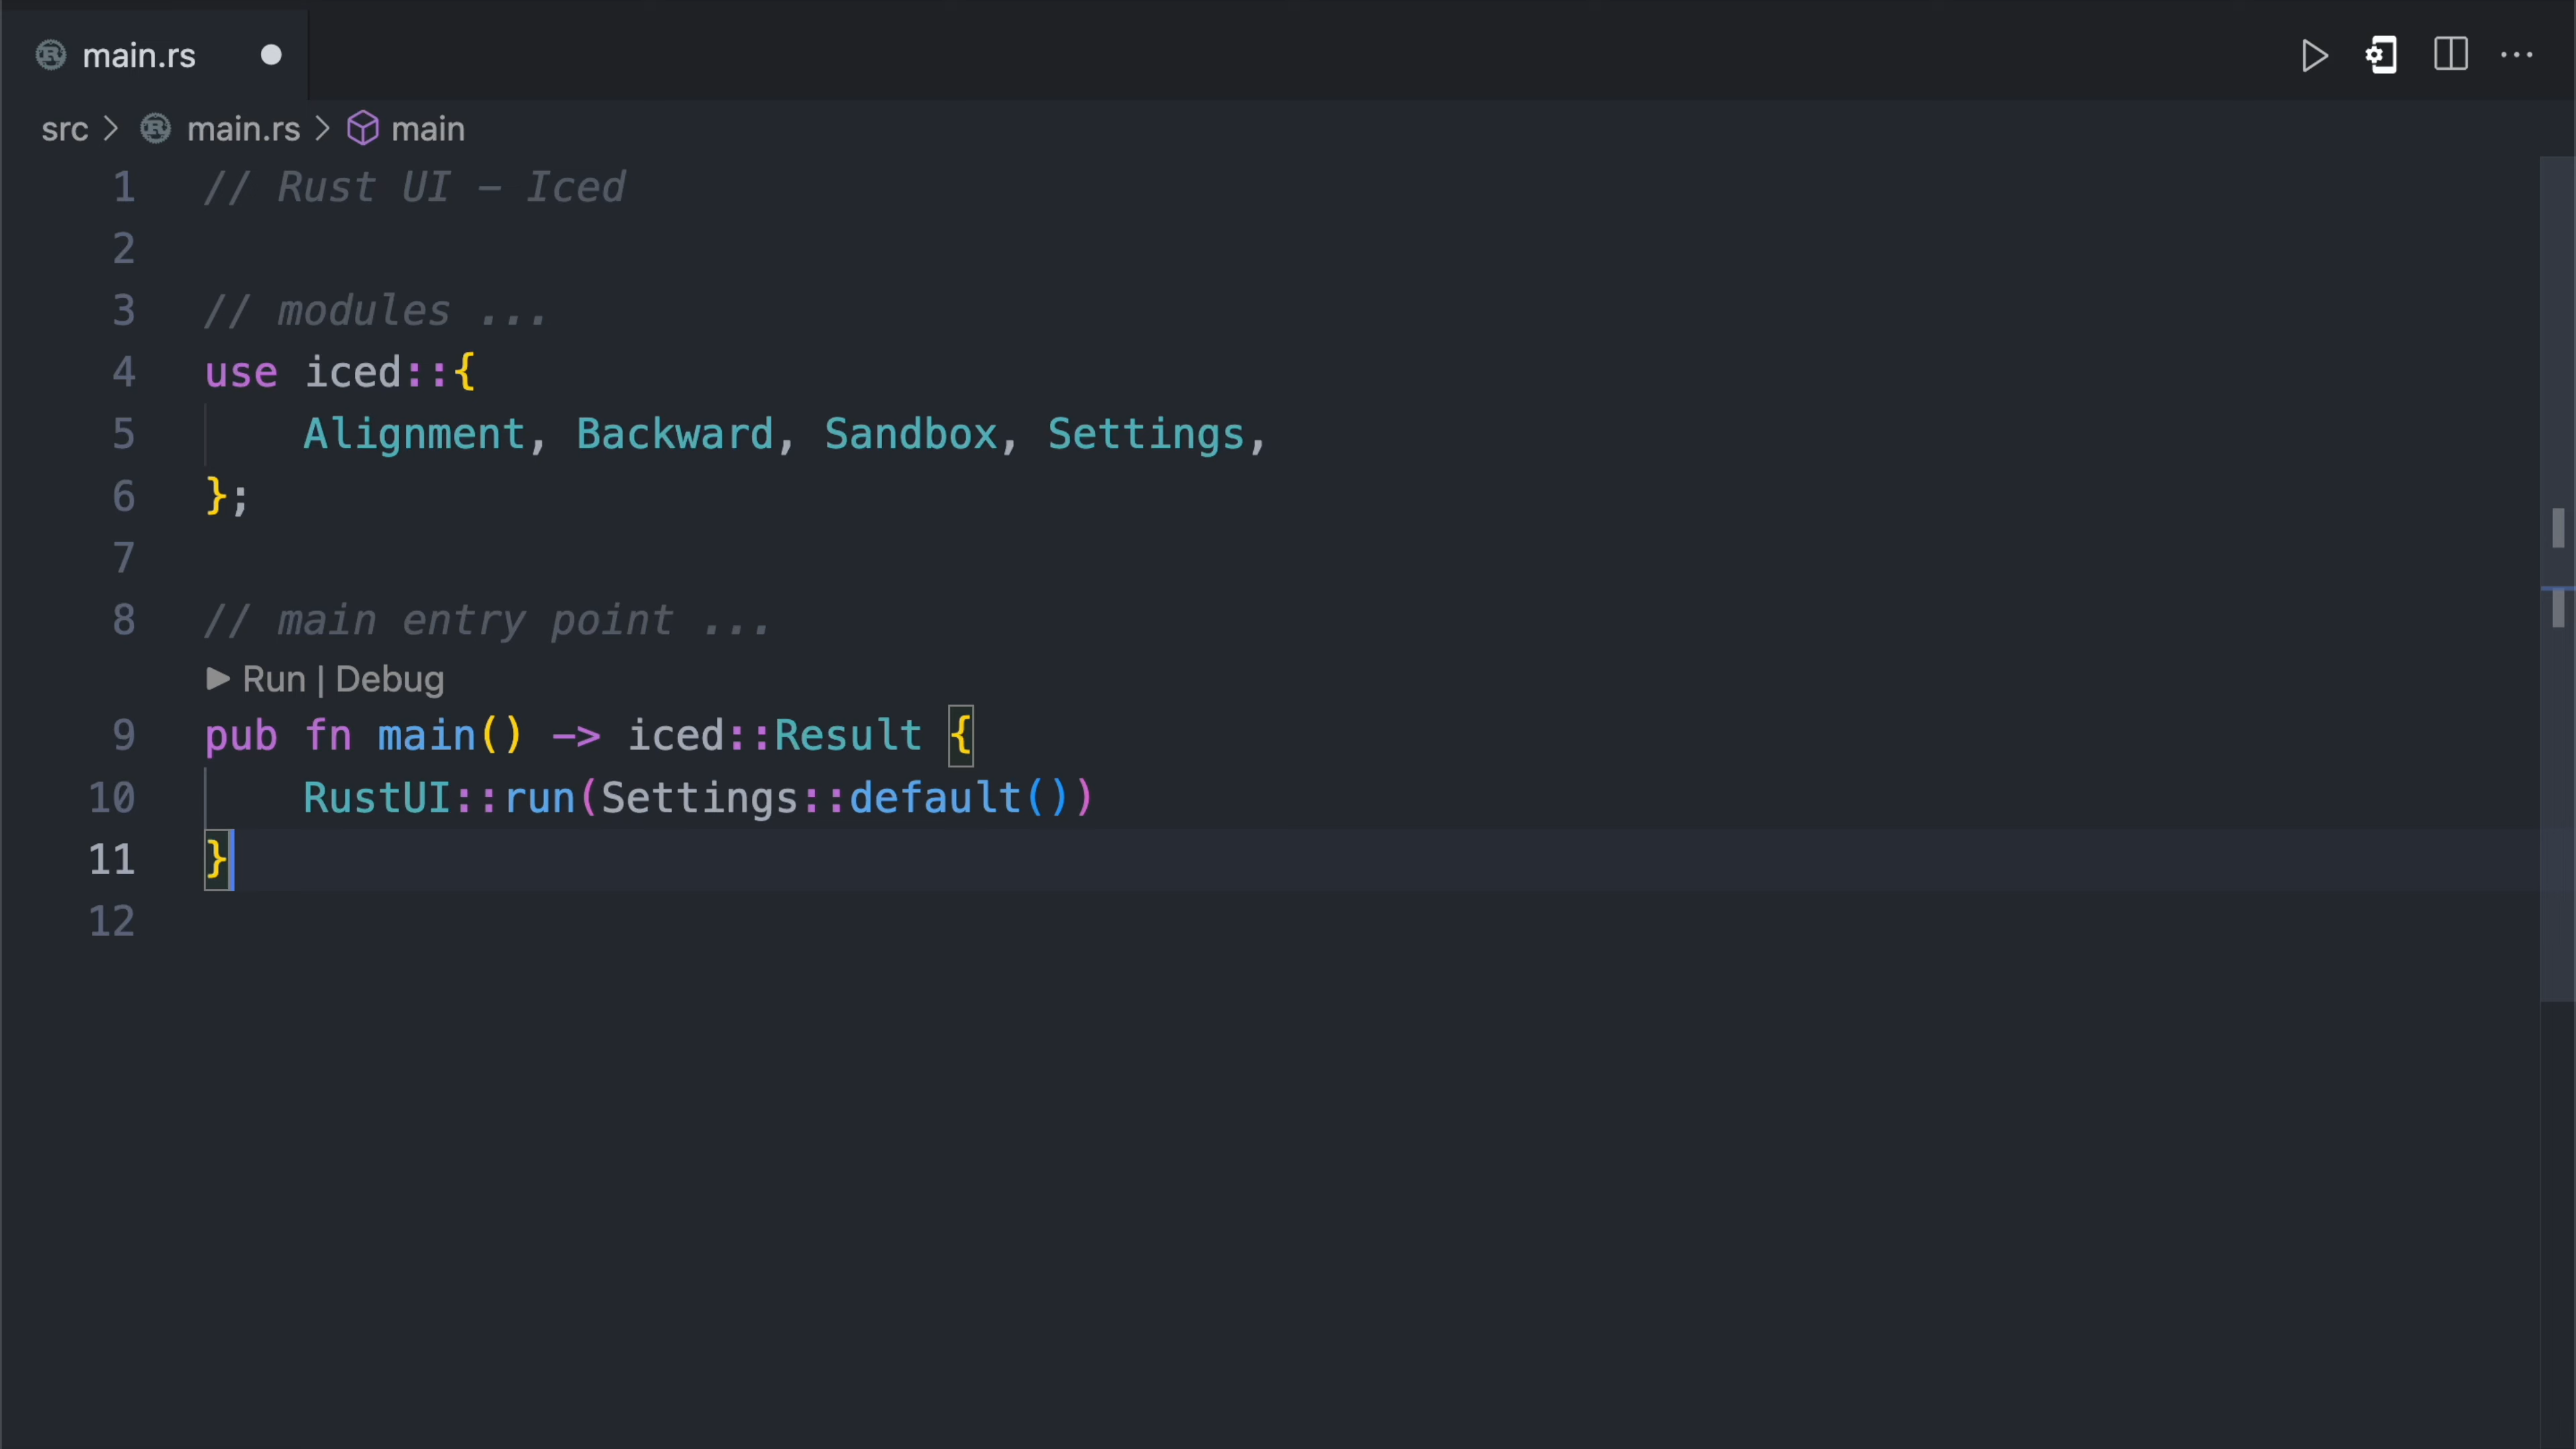 main.rs
src > main.rs > main
1 // Rust UI – Iced
2
3 // modules ...
4 use iced::{
5     Alignment, Backward, Sandbox, Settings,
6 };
7
8 // main entry point ...
Run | Debug
9 pub fn main() -> iced::Result {
10     RustUI::run(Settings::default())
11 }
12